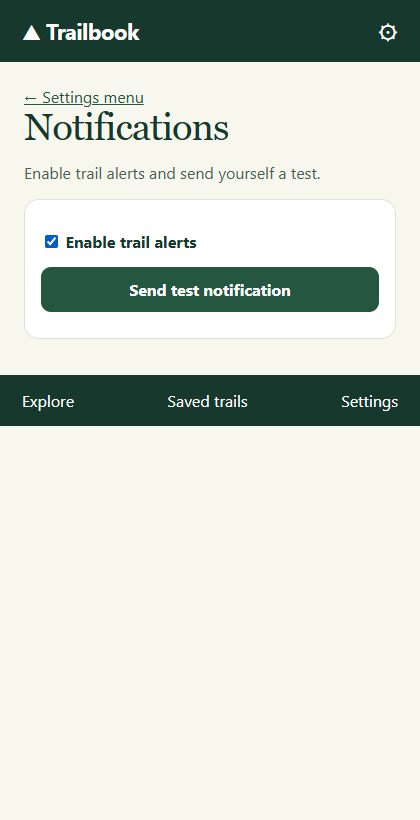 ▲ Trailbook
← Settings menu
Notifications
Enable trail alerts and send yourself a test.
Enable trail alerts
Send test notification
Explore Saved trails Settings